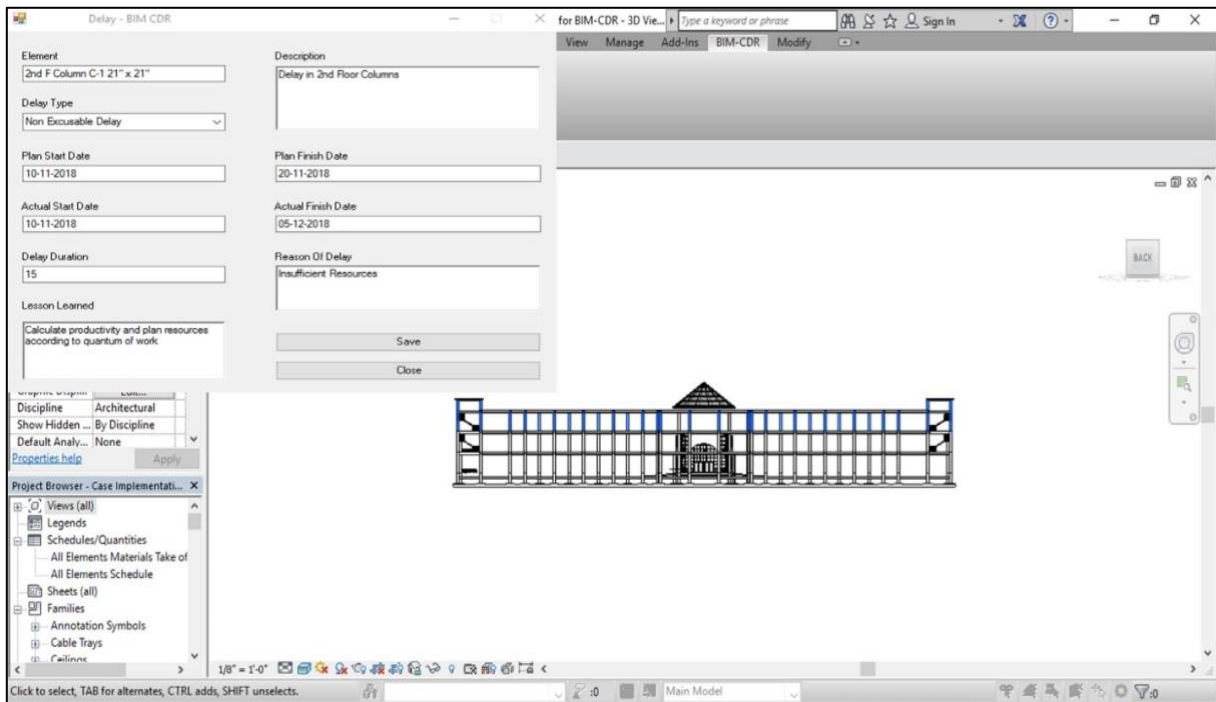 Delay - BIM CDR
for BIM-CDR - 3D Vie...
Type a keyword or phrase
Sign In
View Manage Add-Ins BIM-CDR Modify
Element
2nd F Column C-1 21" x 21"
Description
Delay in 2nd Floor Columns
Delay Type
Non Excusable Delay
Plan Start Date
10-11-2018
Plan Finish Date
20-11-2018
Actual Start Date
10-11-2018
Actual Finish Date
05-12-2018
Delay Duration
15
Reason Of Delay
Insufficient Resources
Lesson Learned
Calculate productivity and plan resources
according to quantum of work
Save
Close
BACK
Discipline Architectural
Show Hidden ... By Discipline
Default Analy... None
Properties help Apply
Project Browser - Case Implementati...
Views (all)
Legends
Schedules/Quantities
All Elements Materials Take of
All Elements Schedule
Sheets (all)
Families
Annotation Symbols
Cable Trays
Ceilings
1/8" = 1'-0"
Click to select, TAB for alternates, CTRL adds, SHIFT unselects.
:0
Main Model
:0